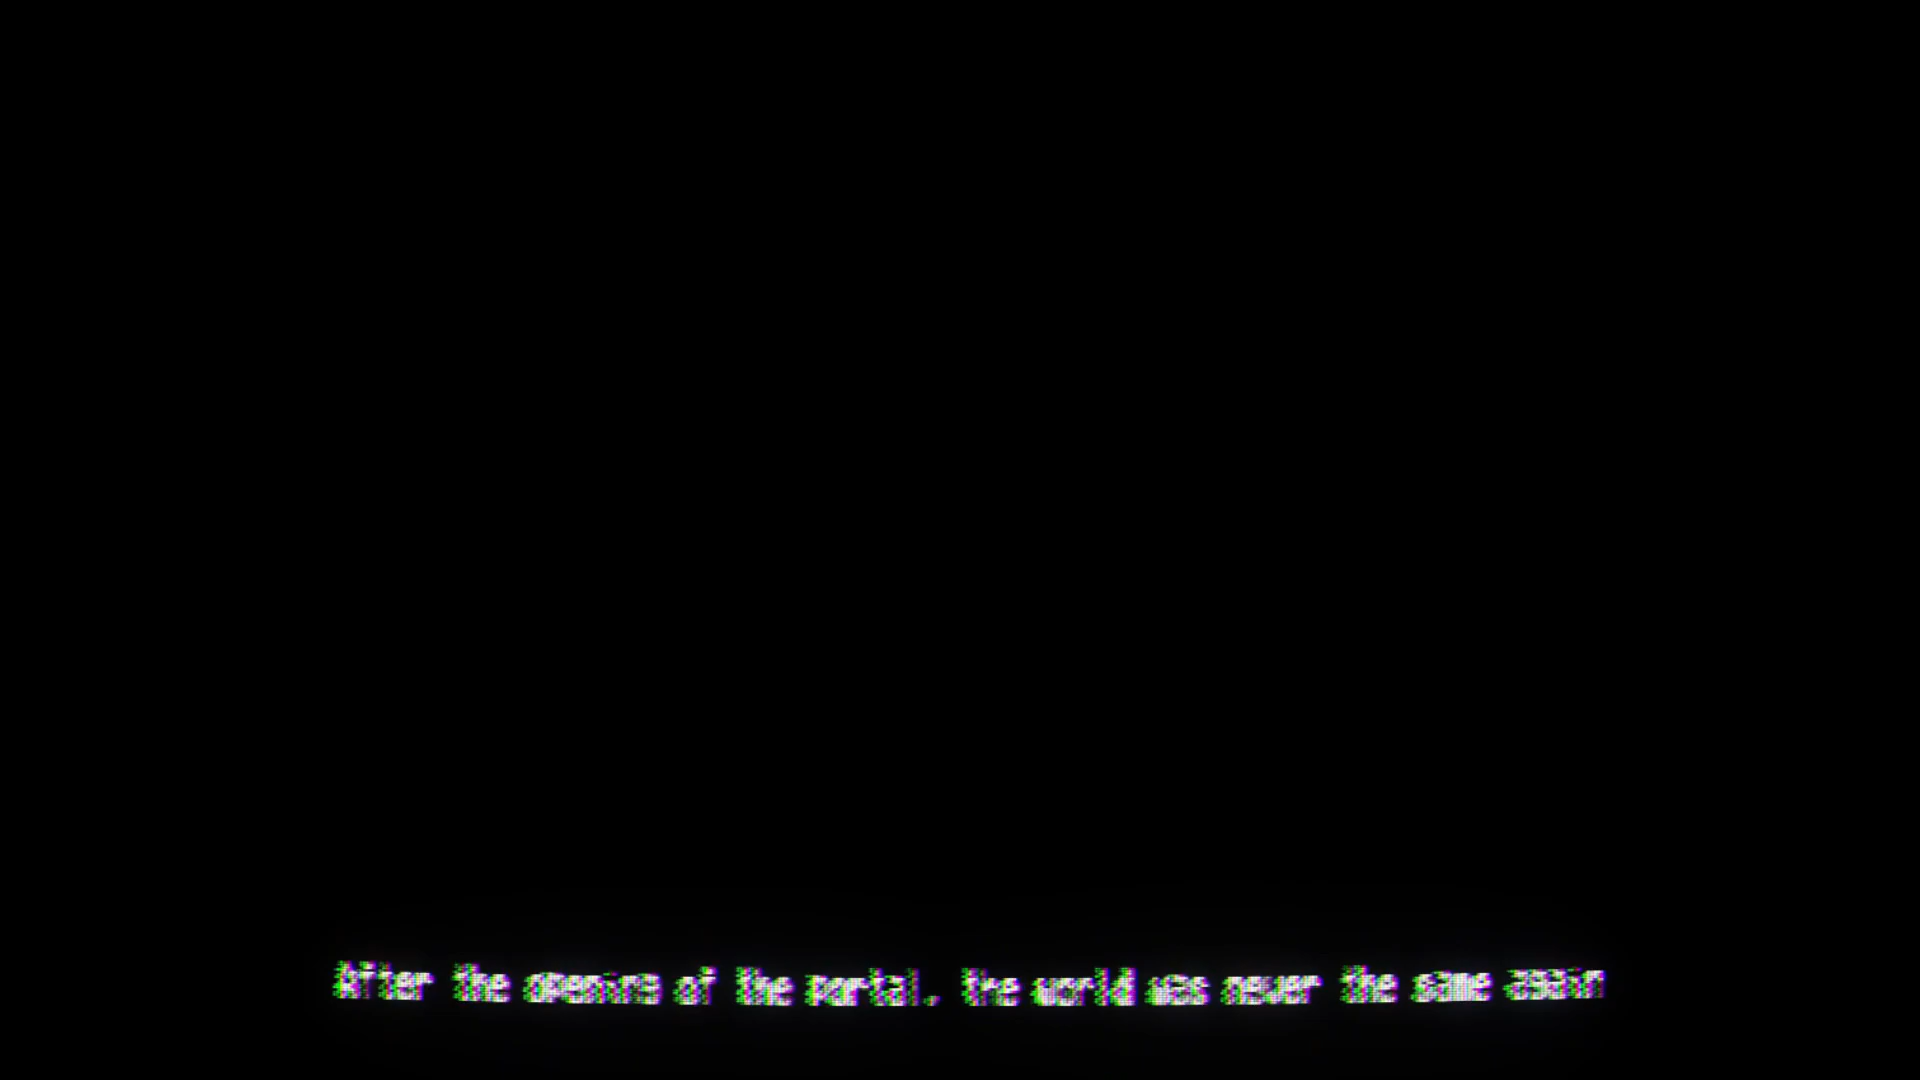 After the opening of the portal, the world was never the same again